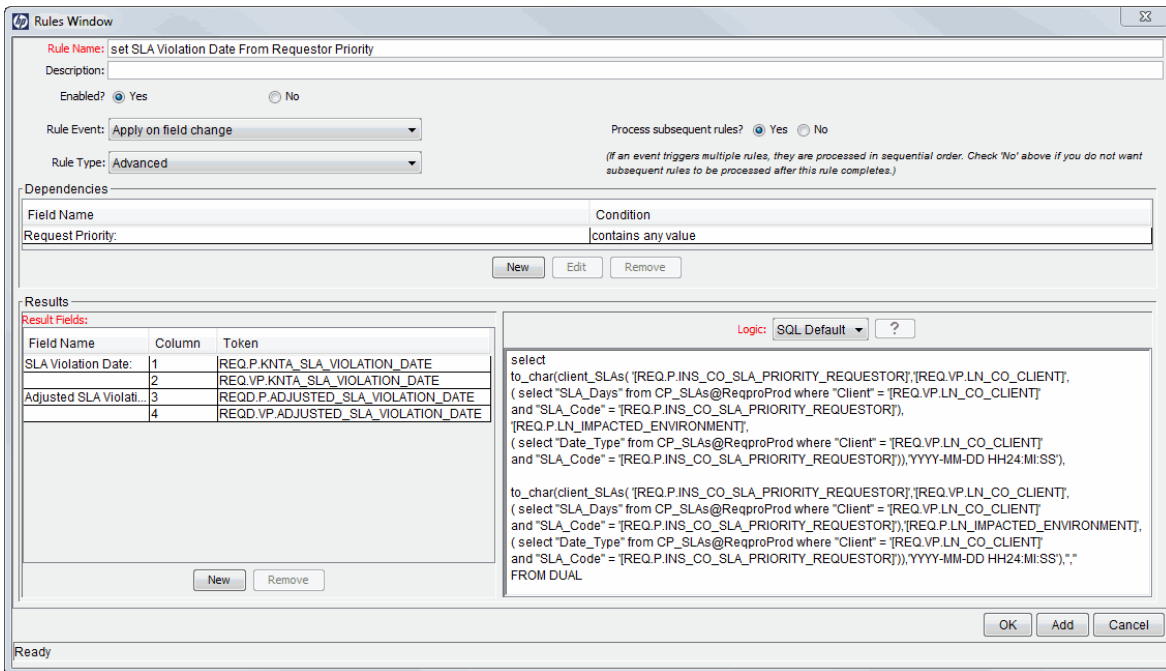 hp Rules Window
Rule Name: set SLA Violation Date From Requestor Priority
Description:
Enabled? Yes No
Rule Event: Apply on field change Process subsequent rules? Yes No
Rule Type: Advanced (If an event triggers multiple rules, they are processed in sequential order. Check 'No' above if you do not want
subsequent rules to be processed after this rule completes.)
Dependencies
Field Name Condition
Request Priority: contains any value
New Edit Remove
Results
Result Fields:
Field Name Column Token
SLA Violation Date: 1 REQ.P.KNTA_SLA_VIOLATION_DATE
2 REQ.VP.KNTA_SLA_VIOLATION_DATE
Adjusted SLA Violati... 3 REQD.P.ADJUSTED_SLA_VIOLATION_DATE
4 REQD.VP.ADJUSTED_SLA_VIOLATION_DATE
New Remove
Logic: SQL Default ?
select
to_char(client_SLAs( '[REQ.P.INS_CO_SLA_PRIORITY_REQUESTOR]','[REQ.VP.LN_CO_CLIENT]',
( select "SLA_Days" from CP_SLAs@ReqproProd where "Client" = '[REQ.VP.LN_CO_CLIENT]'
and "SLA_Code" = '[REQ.P.INS_CO_SLA_PRIORITY_REQUESTOR]'),
'[REQ.P.LN_IMPACTED_ENVIRONMENT]',
( select "Date_Type" from CP_SLAs@ReqproProd where "Client" = '[REQ.VP.LN_CO_CLIENT]'
and "SLA_Code" = '[REQ.P.INS_CO_SLA_PRIORITY_REQUESTOR]')),'YYYY-MM-DD HH24:MI:SS'),
to_char(client_SLAs( '[REQ.P.INS_CO_SLA_PRIORITY_REQUESTOR]','[REQ.VP.LN_CO_CLIENT]',
( select "SLA_Days" from CP_SLAs@ReqproProd where "Client" = '[REQ.VP.LN_CO_CLIENT]'
and "SLA_Code" = '[REQ.P.INS_CO_SLA_PRIORITY_REQUESTOR]'),'[REQ.P.LN_IMPACTED_ENVIRONMENT]',
( select "Date_Type" from CP_SLAs@ReqproProd where "Client" = '[REQ.VP.LN_CO_CLIENT]'
and "SLA_Code" = '[REQ.P.INS_CO_SLA_PRIORITY_REQUESTOR]')),'YYYY-MM-DD HH24:MI:SS'),'',''
FROM DUAL
OK Add Cancel
Ready